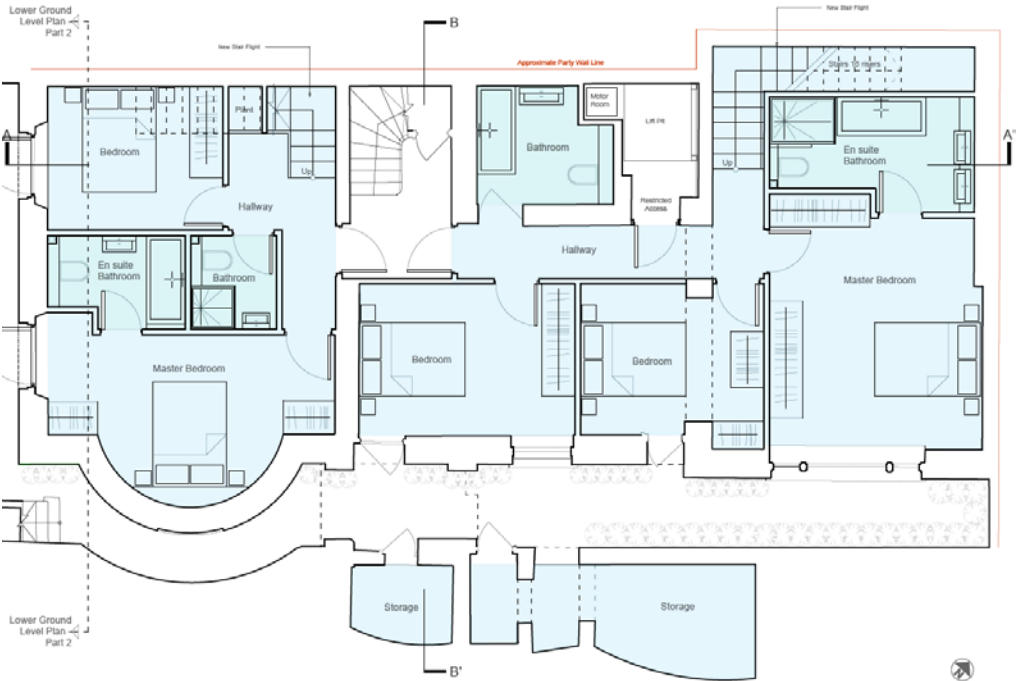 Lower Ground
Level Plan
Part 2
B
New Stair Flight
New Stair Flight
Approximate Party Wall Line
Stairs 16 risers
Motor
Room
Plant
Lift Pit
A
A"
Bedroom
Bathroom
En suite
Bathroom
Up
Up
Hallway
Restricted
Access
Hallway
En suite
Bathroom
Bathroom
Master Bedroom
Bedroom
Bedroom
Master Bedroom
Storage
Storage
Lower Ground
Level Plan
Part 2
B'